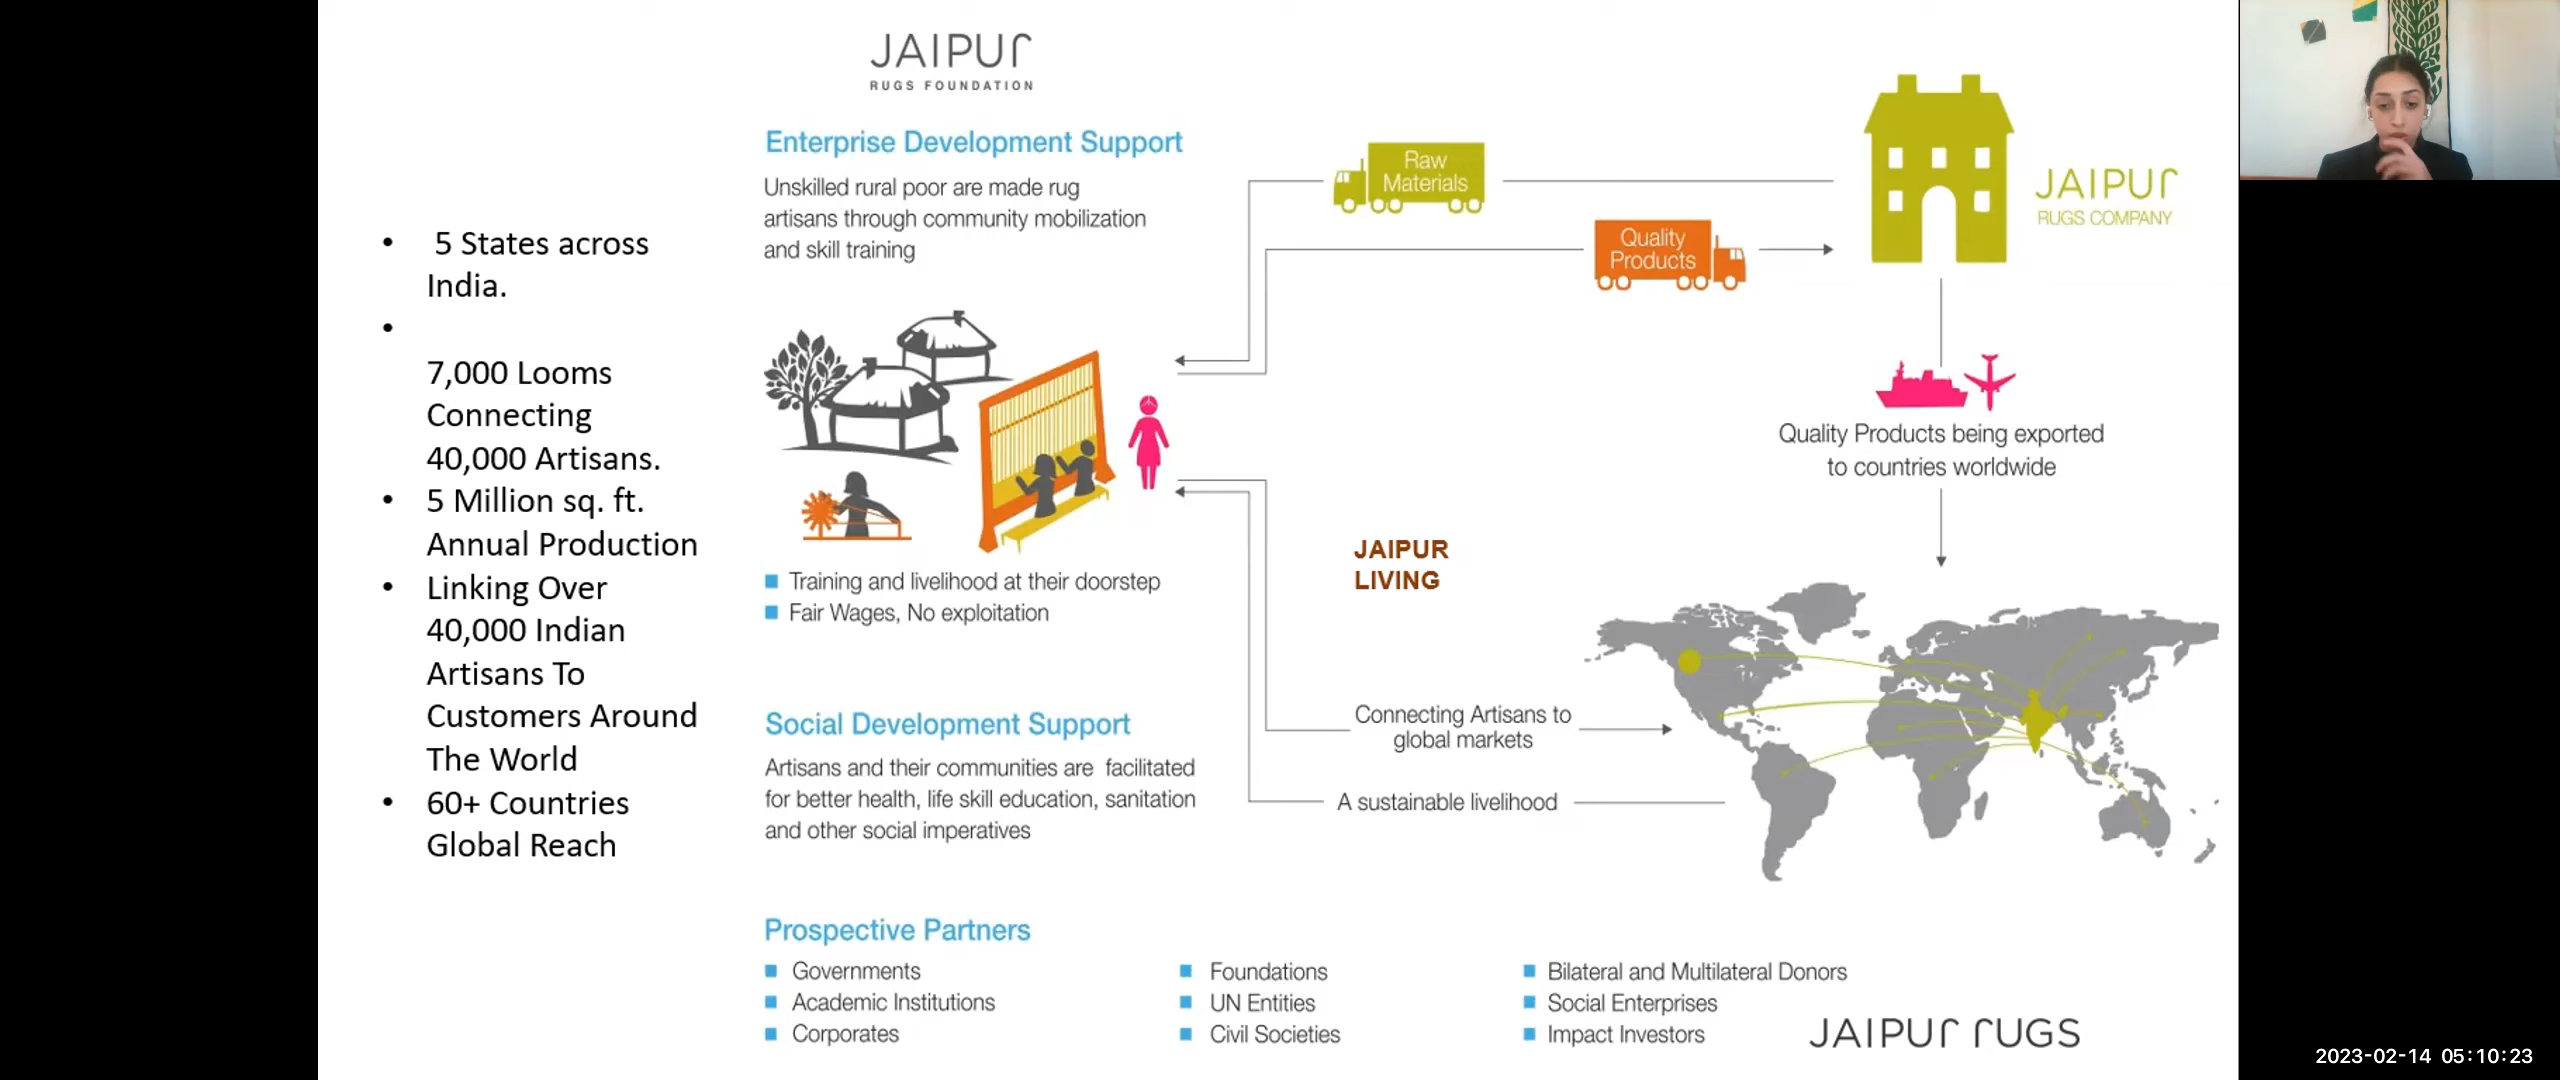 JAIPUR
RUGS FOUNDATION
5 States across
India.
7,000 Looms
Connecting
40,000 Artisans.
5 Million sq. ft.
Annual Production
Linking Over
40,000 Indian
Artisans To
Customers Around
The World
60+ Countries
Global Reach
Enterprise Development Support
Unskilled rural poor are made rug
artisans through community mobilization
and skill training
Raw
Materials
Quality
Products
JAIPUR
RUGS COMPANY
Quality Products being exported
to countries worldwide
Training and livelihood at their doorstep
Fair Wages, No exploitation
JAIPUR
LIVING
Social Development Support
Artisans and their communities are facilitated
for better health, life skill education, sanitation
and other social imperatives
Connecting Artisans to
global markets
A sustainable livelihood
Prospective Partners
Governments
Academic Institutions
Corporates
Foundations
UN Entities
Civil Societies
Bilateral and Multilateral Donors
Social Enterprises
Impact Investors
JAIPUR RUGS
2023-02-14 05:10:23